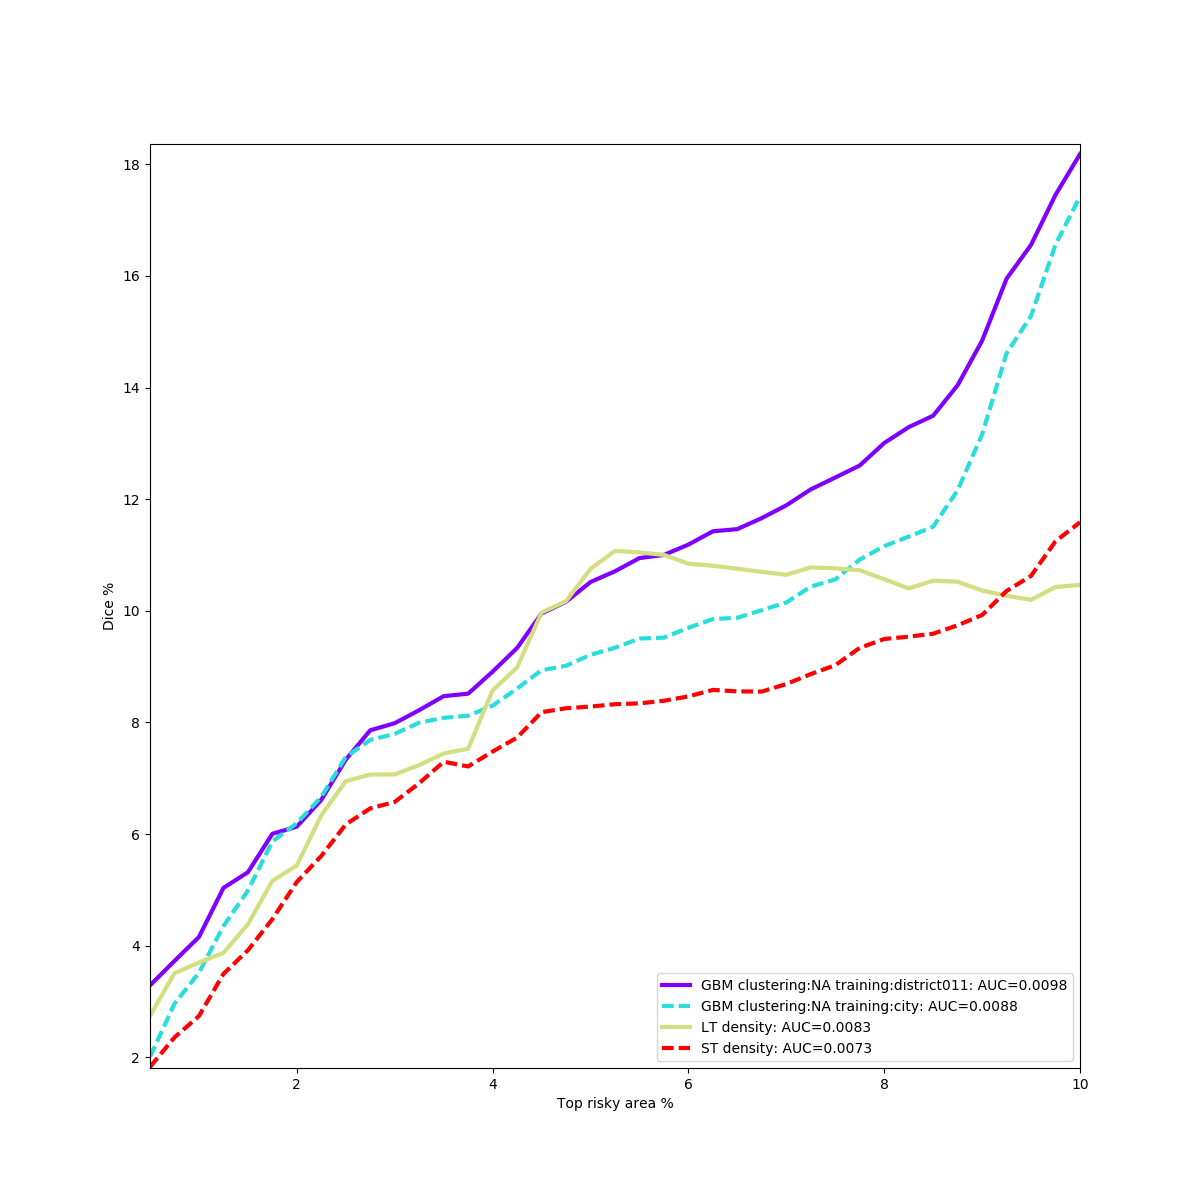 18
16
14
12
10
8
6
4
2
Dice %
2 4 6 8 10
Top risky area %
GBM clustering:NA training:district011: AUC=0.0098
GBM clustering:NA training:city: AUC=0.0088
LT density: AUC=0.0083
ST density: AUC=0.0073